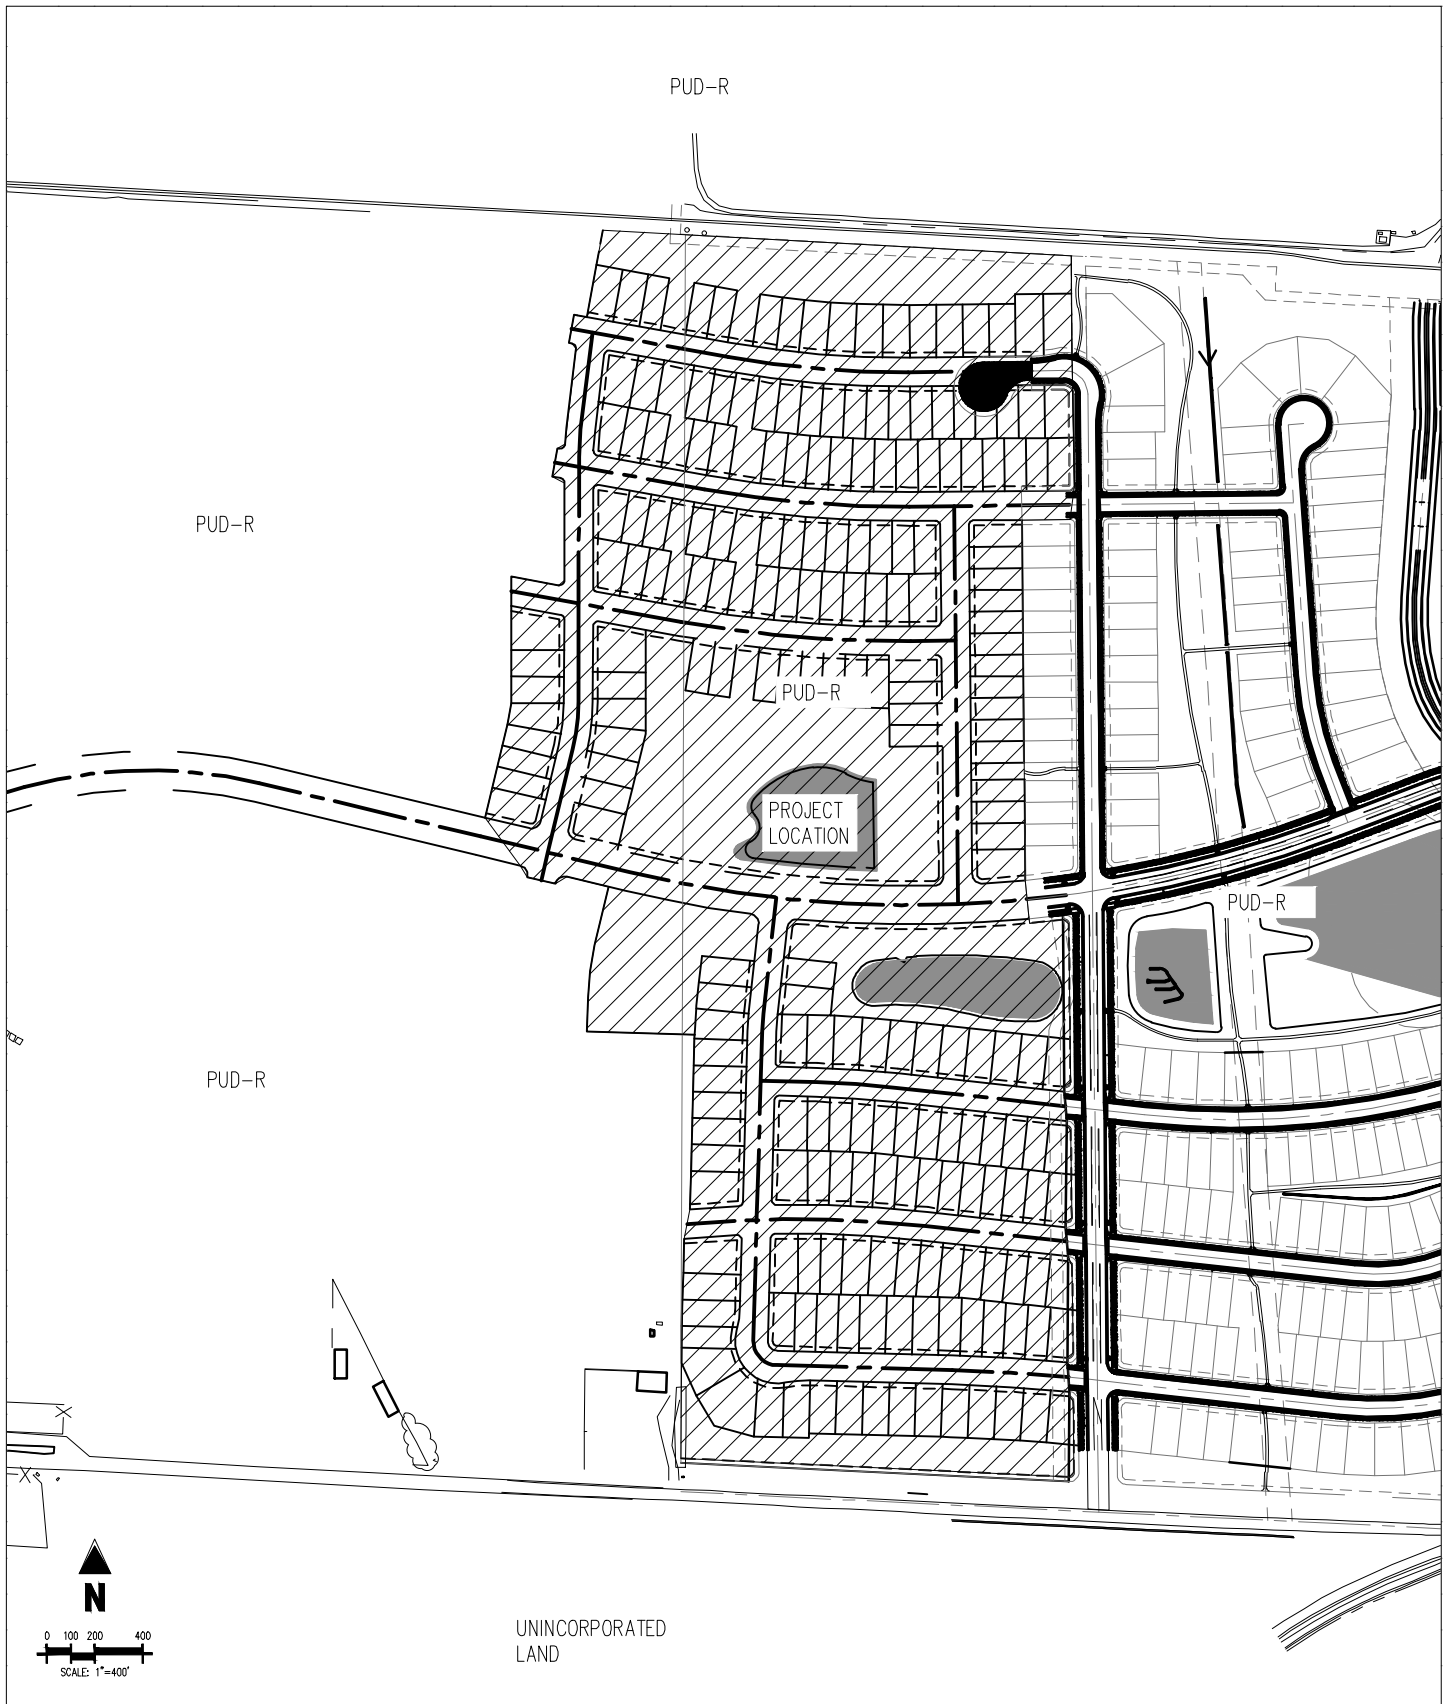 PUD-R
PUD-R
PUD-R
PROJECT
LOCATION
PUD-R
PUD-R
N
0 100 200 400
SCALE: 1"=400'
UNINCORPORATED
LAND